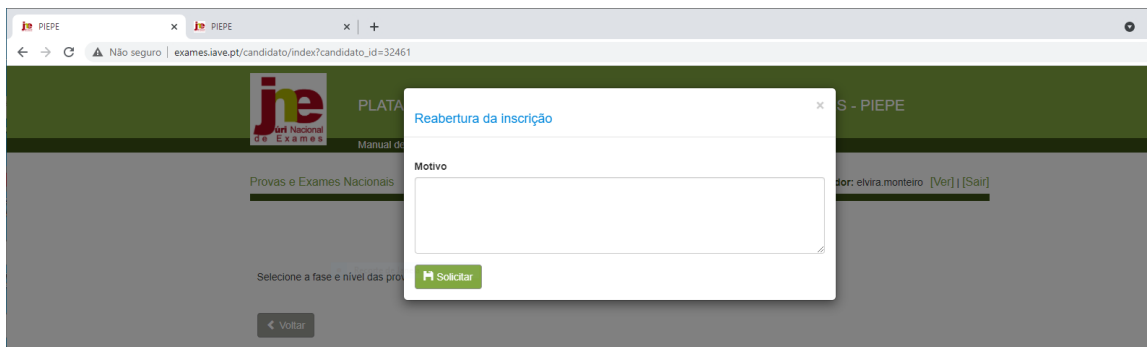 PIEPE
PIEPE
Não seguro | exames.iave.pt/candidato/index?candidato_id=32461
jne
Júri Nacional
de Exames
PLATA
S - PIEPE
Manual de
Reabertura da inscrição
×
Motivo
Provas e Exames Nacionais
dor: elvira.monteiro [Ver] | [Sair]
Selecione a fase e nível das prov
Solicitar
Voltar